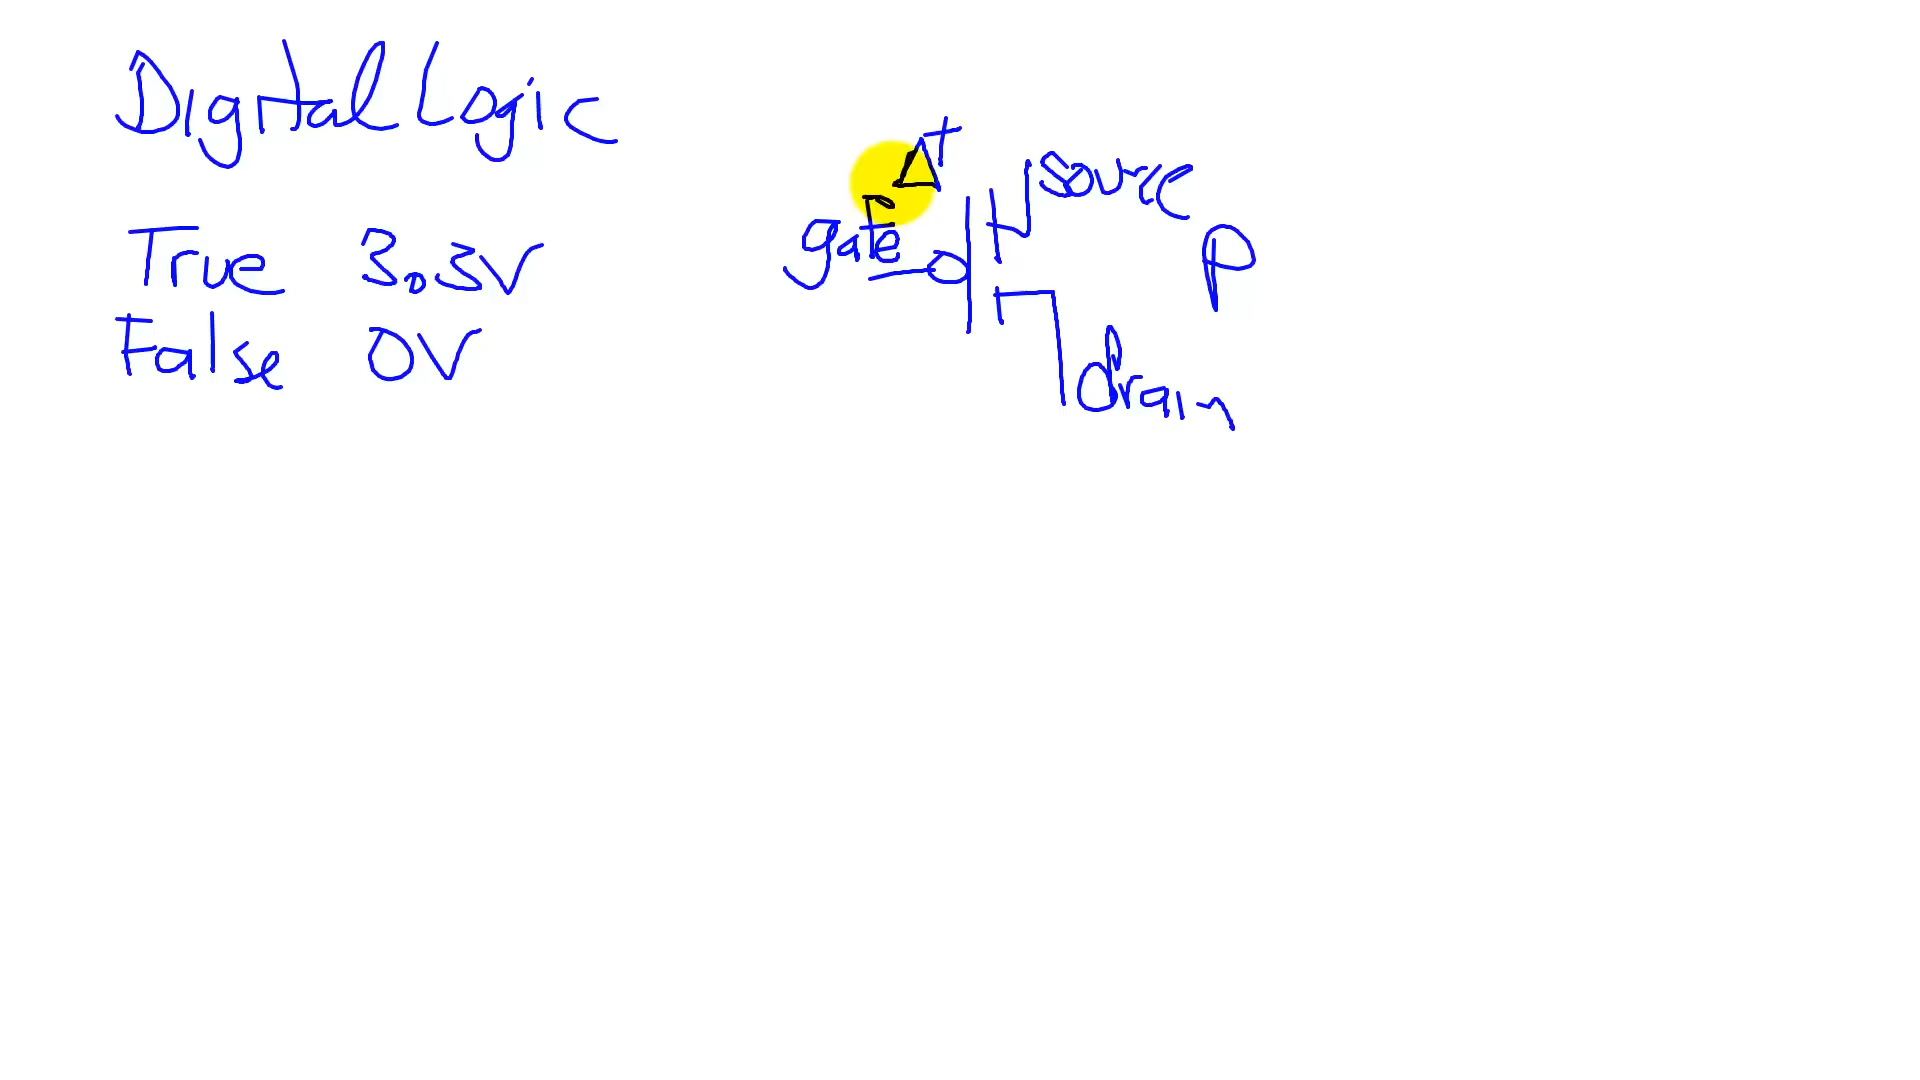 Digital Logic
+
source
gate
P
True 3.3V
False 0V
drain